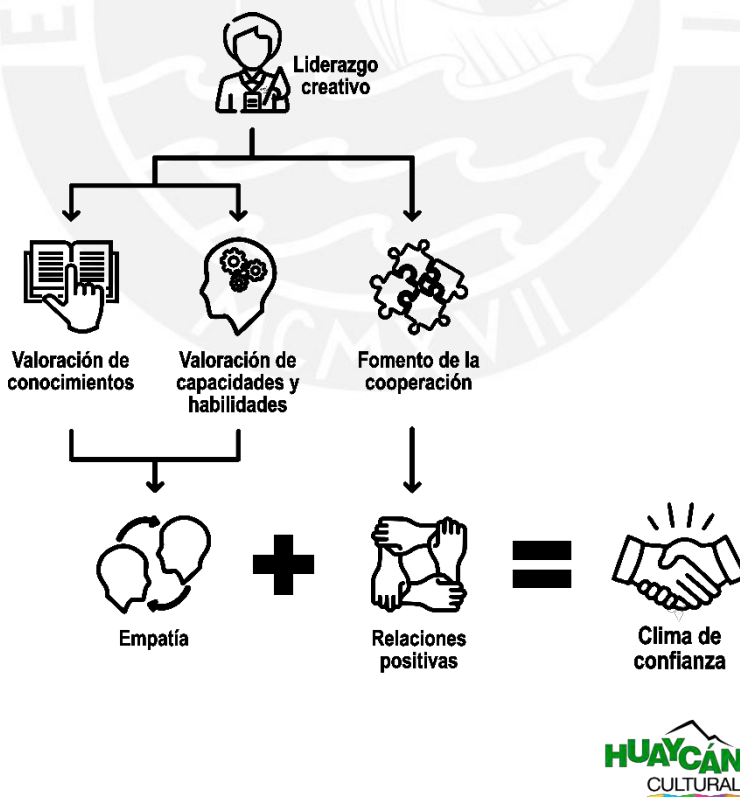 Liderazgo
creativo
Valoración de
conocimientos
Valoración de
capacidades y
habilidades
Fomento de la
cooperación
Empatía
+
Relaciones
positivas
=
Clima de
confianza
HUAYCÁN
CULTURAL